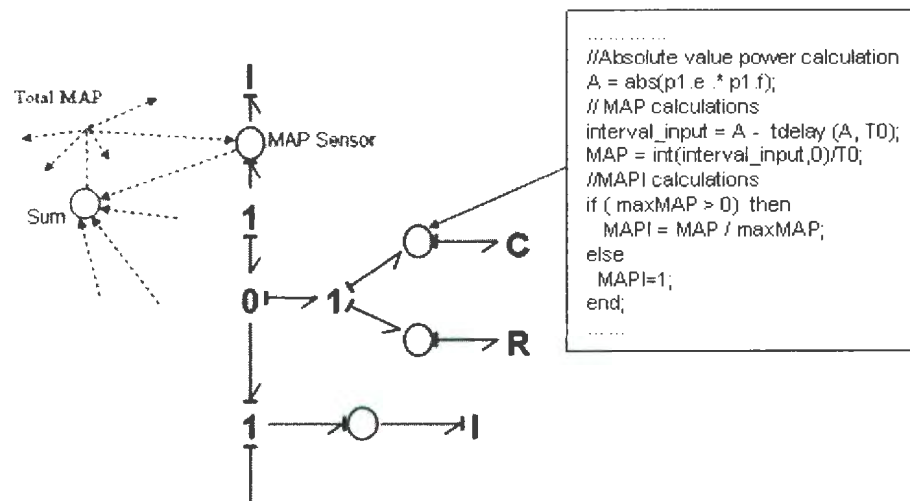 I
Total MAP
MAP Sensor
Sum
1
C
0
1
R
1
I
... ... ... ...
//Absolute value power calculation
A = abs(p1.e .* p1.f);
// MAP calculations
interval_input = A - tdelay (A, T0);
MAP = int(interval_input,0)/T0;
//MAPI calculations
if ( maxMAP > 0) then
MAPI = MAP / maxMAP;
else
MAPI=1;
end;
... ...